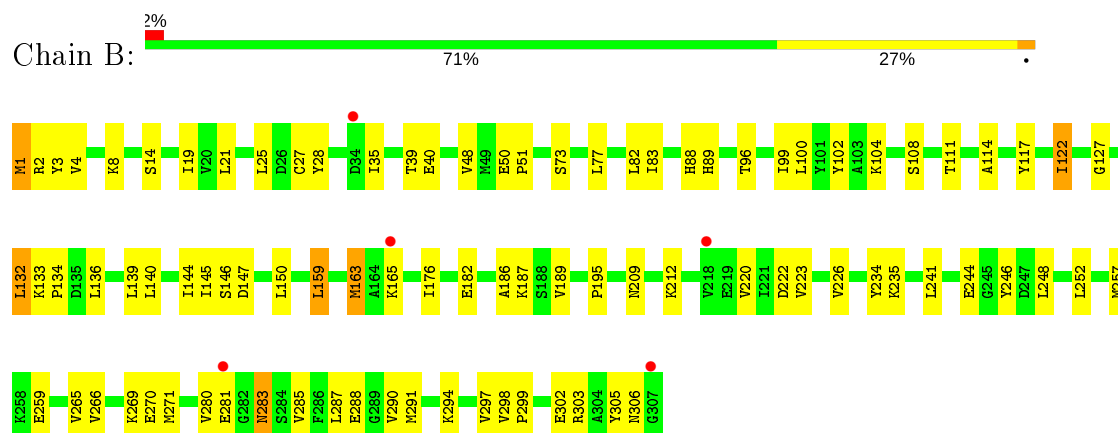 2%
Chain B:
71% 27% •
M1 R2 Y3 V4 K8 S14 I19 V20 L21 L25 D26 C27 Y28 D34 I35 T39 E40 V48 M49 E50 P51 S73 L77 L82 I83 H88 H89 T96 I99 L100 Y101 Y102 A103 K104 S108 T111 A114 Y117 I122 G127
L132 K133 P134 D135 L136 L139 L140 I144 I145 S146 D147 L150 L159 M163 A164 K165 I176 E182 A186 K187 S188 V189 P195 N209 K212 V218 E219 V220 I221 D222 V223 V226 Y234 K235 L241 E244 G245 Y246 D247 L248 L252 M257
K258 E259 V265 V266 K269 E270 M271 V280 E281 G282 N283 S284 V285 F286 L287 E288 G289 V290 M291 K294 V297 V298 P299 E302 R303 A304 Y305 N306 G307